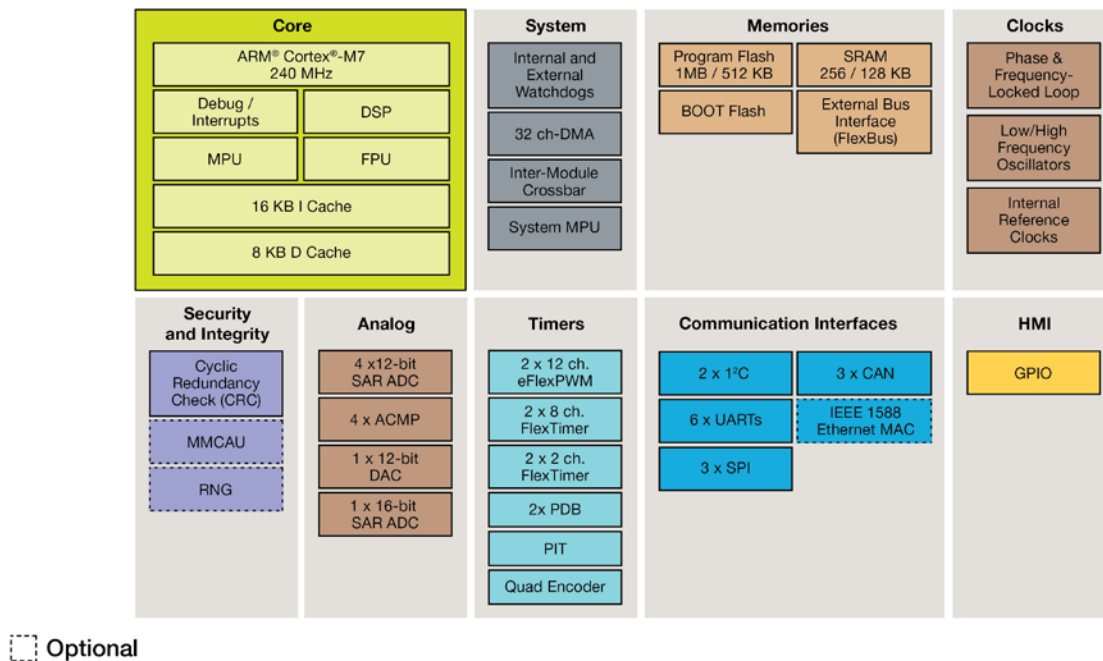 Core
ARM® Cortex®-M7
240 MHz
Debug /
Interrupts
DSP
MPU
FPU
16 KB I Cache
8 KB D Cache
System
Internal and
External
Watchdogs
32 ch-DMA
Inter-Module
Crossbar
System MPU
Memories
Program Flash
1MB / 512 KB
SRAM
256 / 128 KB
BOOT Flash
External Bus
Interface
(FlexBus)
Clocks
Phase &
Frequency-
Locked Loop
Low/High
Frequency
Oscillators
Internal
Reference
Clocks
Security
and Integrity
Cyclic
Redundancy
Check (CRC)
MMCAU
RNG
Analog
4 x12-bit
SAR ADC
4 x ACMP
1 x 12-bit
DAC
1 x 16-bit
SAR ADC
Timers
2 x 12 ch.
eFlexPWM
2 x 8 ch.
FlexTimer
2 x 2 ch.
FlexTimer
2x PDB
PIT
Quad Encoder
Communication Interfaces
2 x 1²C
3 x CAN
6 x UARTs
IEEE 1588
Ethernet MAC
3 x SPI
HMI
GPIO
Optional